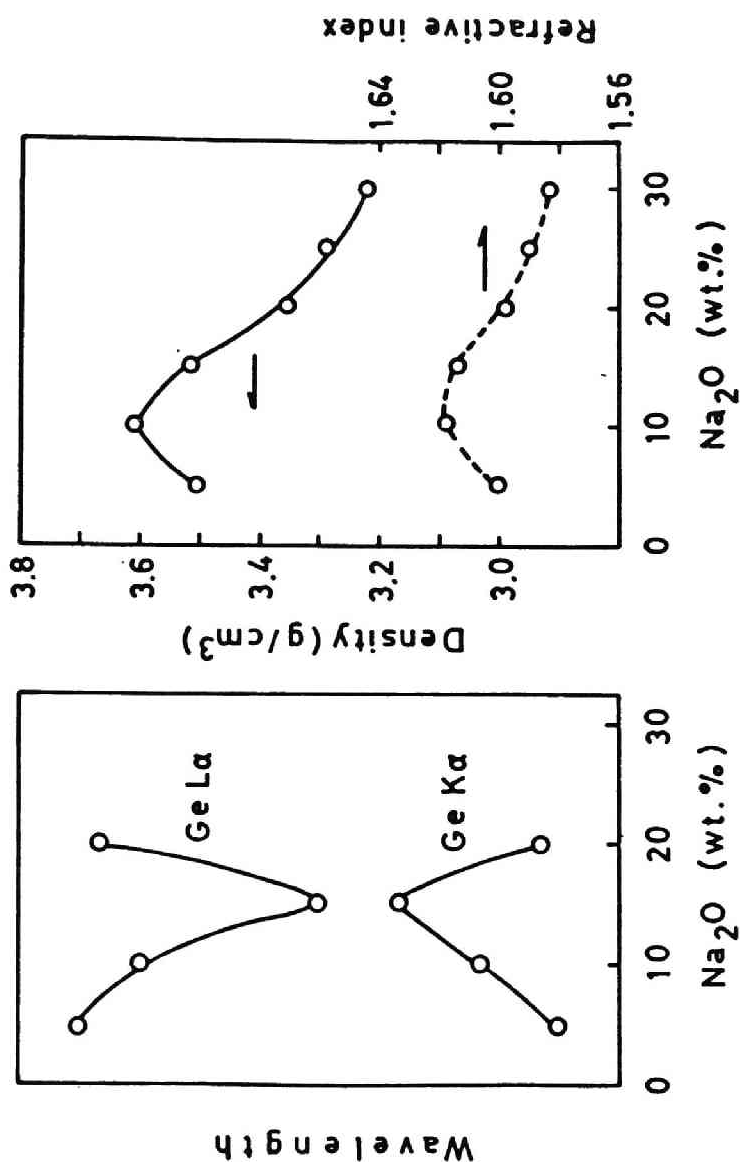 Wavelength
Ge Lα
Ge Kα
0
10
20
30
Na2O (wt.%)
Density (g/cm³)
3.8
3.6
3.4
3.2
3.0
0
10
20
30
Na2O (wt.%)
1.64
1.60
1.56
Refractive index